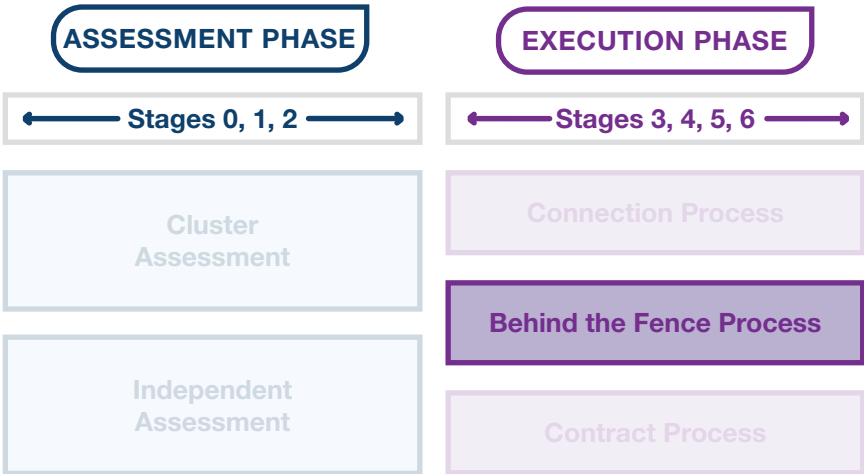 ASSESSMENT PHASE
Stages 0, 1, 2
Cluster
Assessment
Independent
Assessment
EXECUTION PHASE
Stages 3, 4, 5, 6
Connection Process
Behind the Fence Process
Contract Process